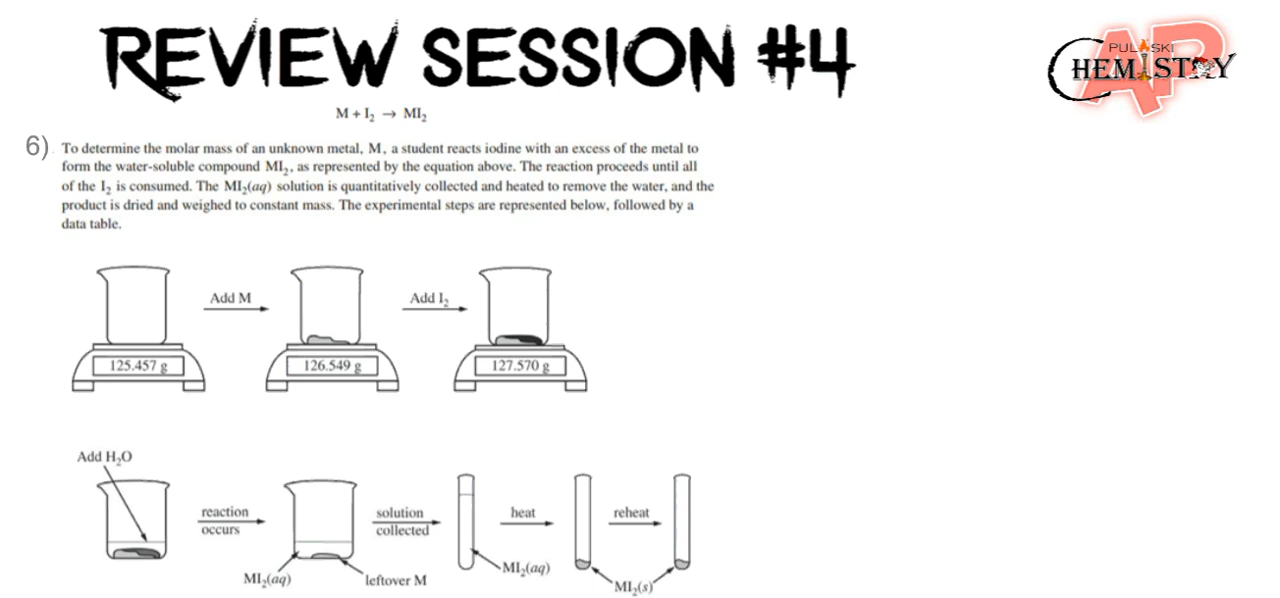 REVIEW SESSION #4
PULASKI
CHEMISTRY
AP
M + I₂ → MI₂
6) To determine the molar mass of an unknown metal, M, a student reacts iodine with an excess of the metal to
form the water-soluble compound MI₂, as represented by the equation above. The reaction proceeds until all
of the I₂ is consumed. The MI₂(aq) solution is quantitatively collected and heated to remove the water, and the
product is dried and weighed to constant mass. The experimental steps are represented below, followed by a
data table.
Add M
Add I₂
125.457 g
126.549 g
127.570 g
Add H₂O
reaction
occurs
solution
collected
heat
reheat
MI₂(aq)
leftover M
MI₂(aq)
MI₂(s)